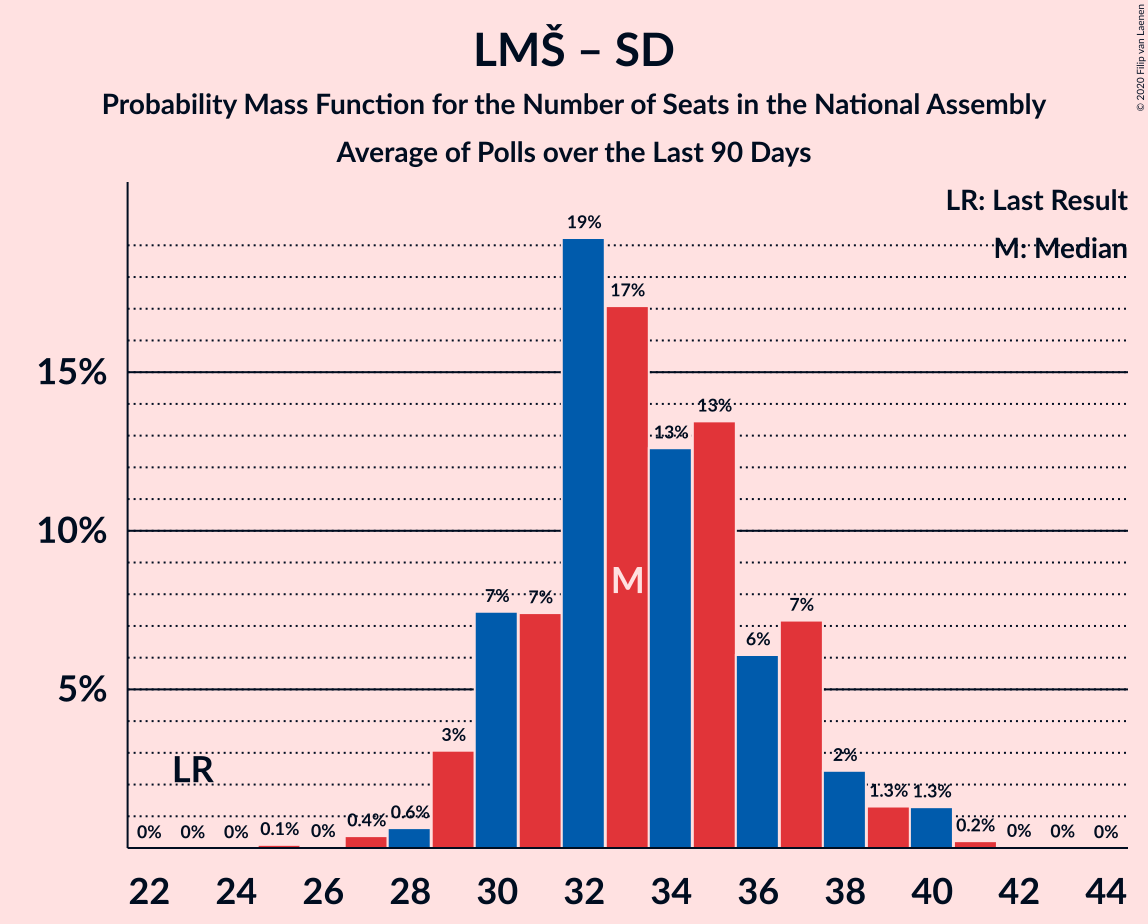 LMŠ – SD
Probability Mass Function for the Number of Seats in the National Assembly
Average of Polls over the Last 90 Days
© 2020 Filip van Laenen
LR: Last Result
M: Median
15%
10%
5%
LR
M
0% 0% 0% 0.1% 0% 0.4% 0.6% 3% 7% 7% 19% 17% 13% 13% 6% 7% 2% 1.3% 1.3% 0.2% 0% 0% 0%
22 24 26 28 30 32 34 36 38 40 42 44